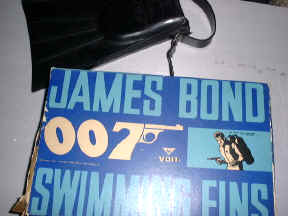 JAMES BOND
007
VOIT
SWIMMING FINS